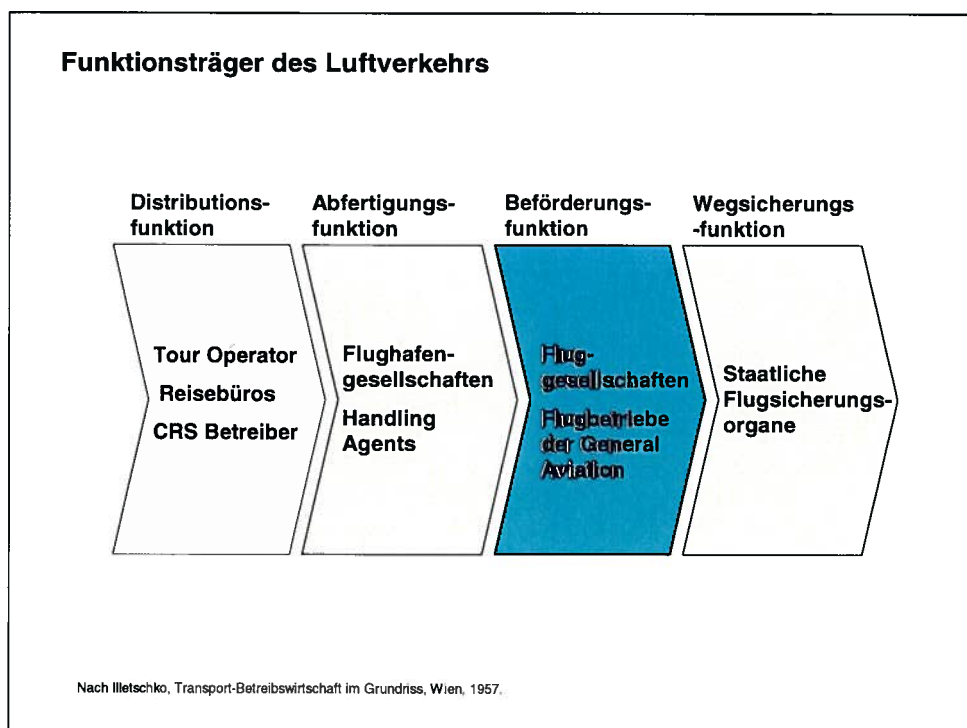 Funktionsträger des Luftverkehrs
Distributions-
funktion
Tour Operator
Reisebüros
CRS Betreiber
Abfertigungs-
funktion
Flughafen-
gesellschaften
Handling
Agents
Beförderungs-
funktion
Flug-
gesellschaften
Flugbetriebe
der General
Aviation
Wegsicherungs
-funktion
Staatliche
Flugsicherungs-
organe
Nach Illetschko, Transport-Betreibswirtschaft im Grundriss, Wien, 1957.